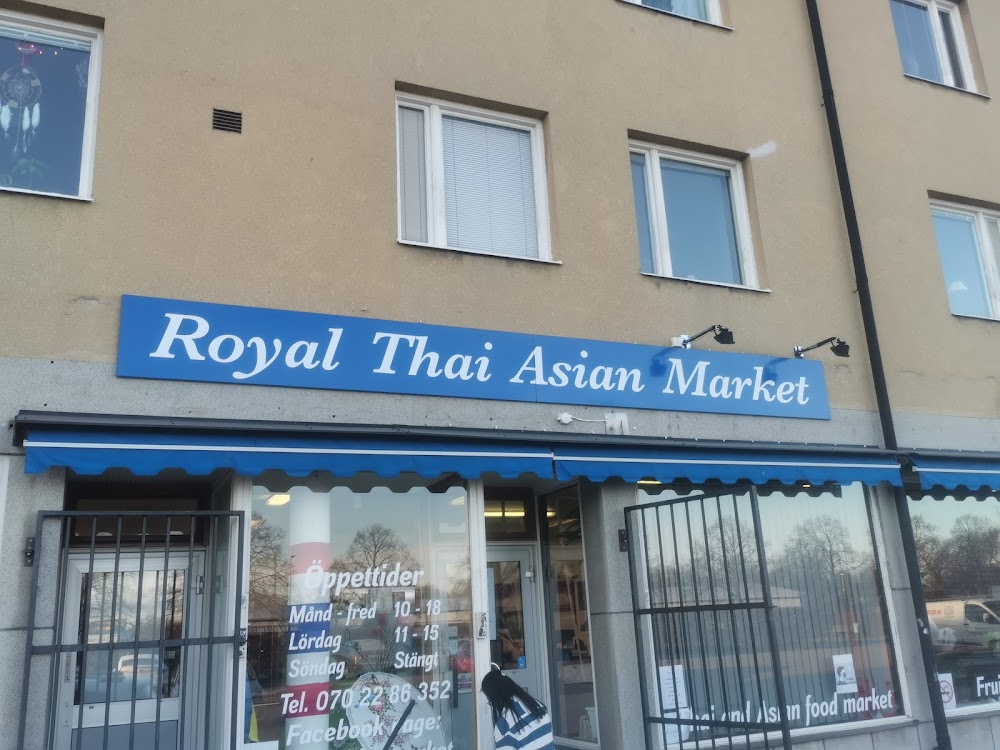 Royal Thai Asian Market
Öppettider
Månd - fred 10 - 18
Lördag 11 - 15
Söndag Stängt
Tel. 070 22 86 352
Facebook
and Asian food market